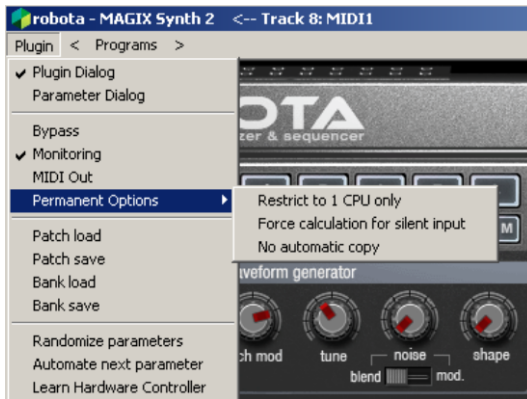 robota - MAGIX Synth 2 <-- Track 8: MIDI1
Plugin < Programs >
Plugin Dialog
Parameter Dialog
Bypass
Monitoring
MIDI Out
Permanent Options
Restrict to 1 CPU only
Force calculation for silent input
No automatic copy
Patch load
Patch save
Bank load
Bank save
Randomize parameters
Automate next parameter
Learn Hardware Controller
OTA
zer & sequencer
M
waveform generator
ch mod tune noise shape
blend mod.